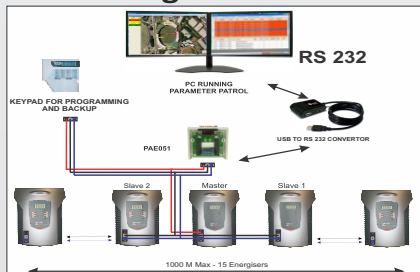 RS 232
PC RUNNING
PARAMETER PATROL
KEYPAD FOR PROGRAMMING
AND BACKUP
USB TO RS 232 CONVERTOR
PAE051
Slave 2
Master
Slave 1
1000 M Max - 15 Energisers